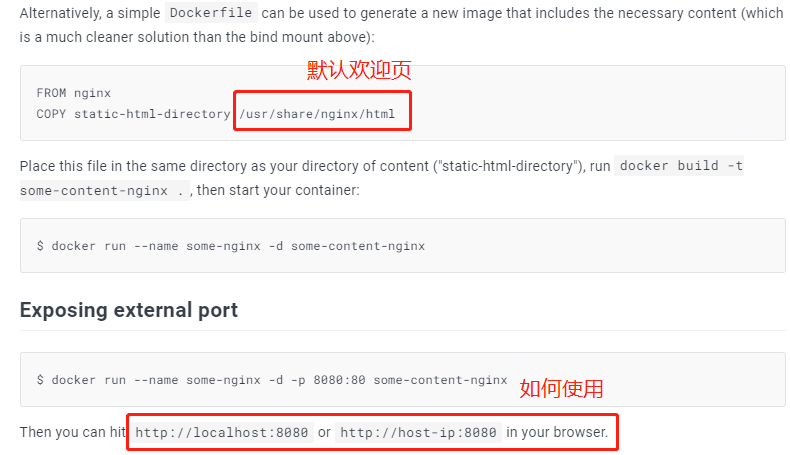 Alternatively, a simple Dockerfile can be used to generate a new image that includes the necessary content (which
is a much cleaner solution than the bind mount above):
默认欢迎页
FROM nginx
COPY static-html-directory /usr/share/nginx/html
Place this file in the same directory as your directory of content ("static-html-directory"), run docker build -t
some-content-nginx . , then start your container:
$ docker run --name some-nginx -d some-content-nginx
Exposing external port
$ docker run --name some-nginx -d -p 8080:80 some-content-nginx
如何使用
Then you can hit http://localhost:8080 or http://host-ip:8080 in your browser.